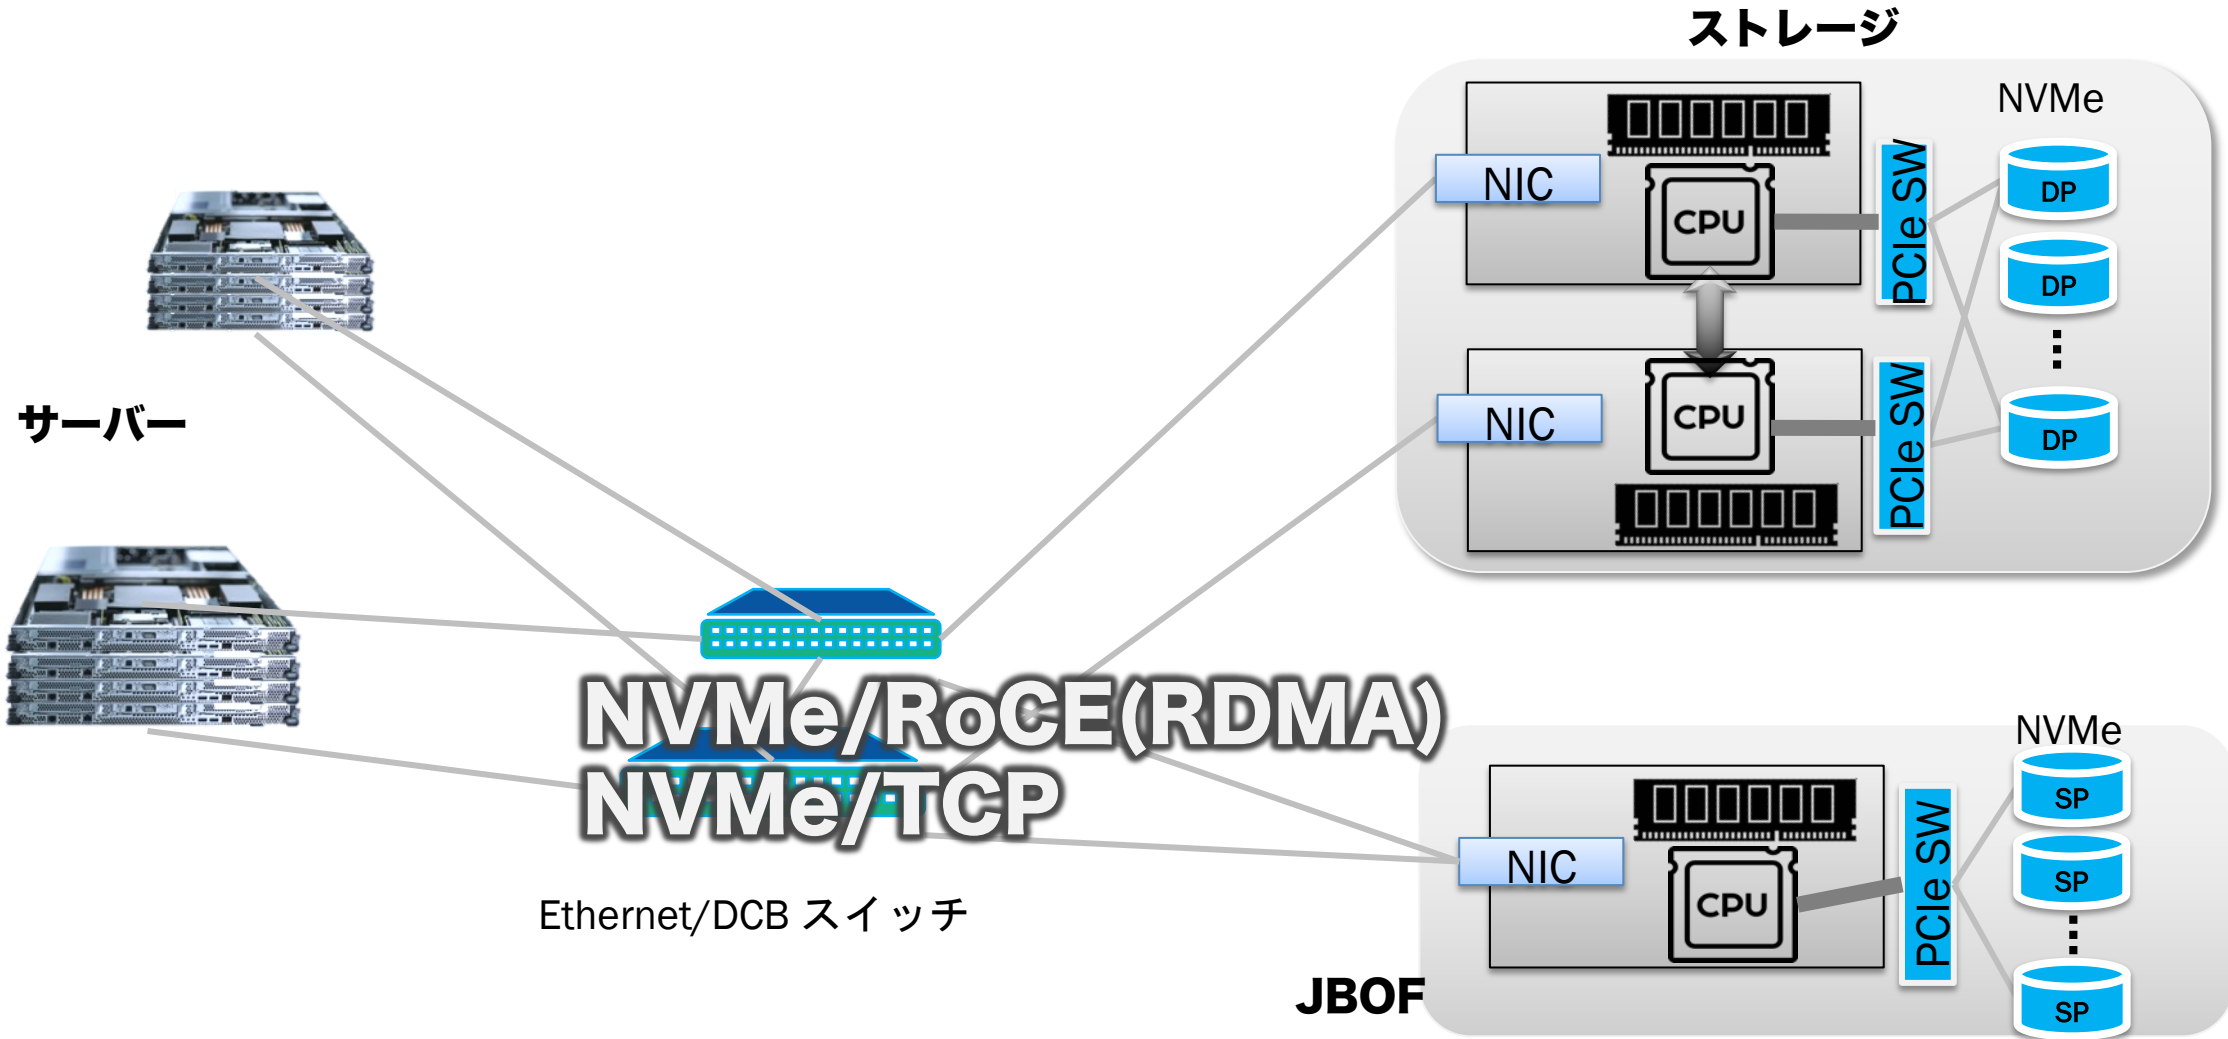 ストレージ
NVMe
NIC
CPU
PCIe SW
DP
DP
DP
NIC
CPU
PCIe SW
サーバー
NVMe/RoCE(RDMA)
NVMe/TCP
Ethernet/DCB スイッチ
NVMe
NIC
CPU
PCIe SW
SP
SP
SP
JBOF